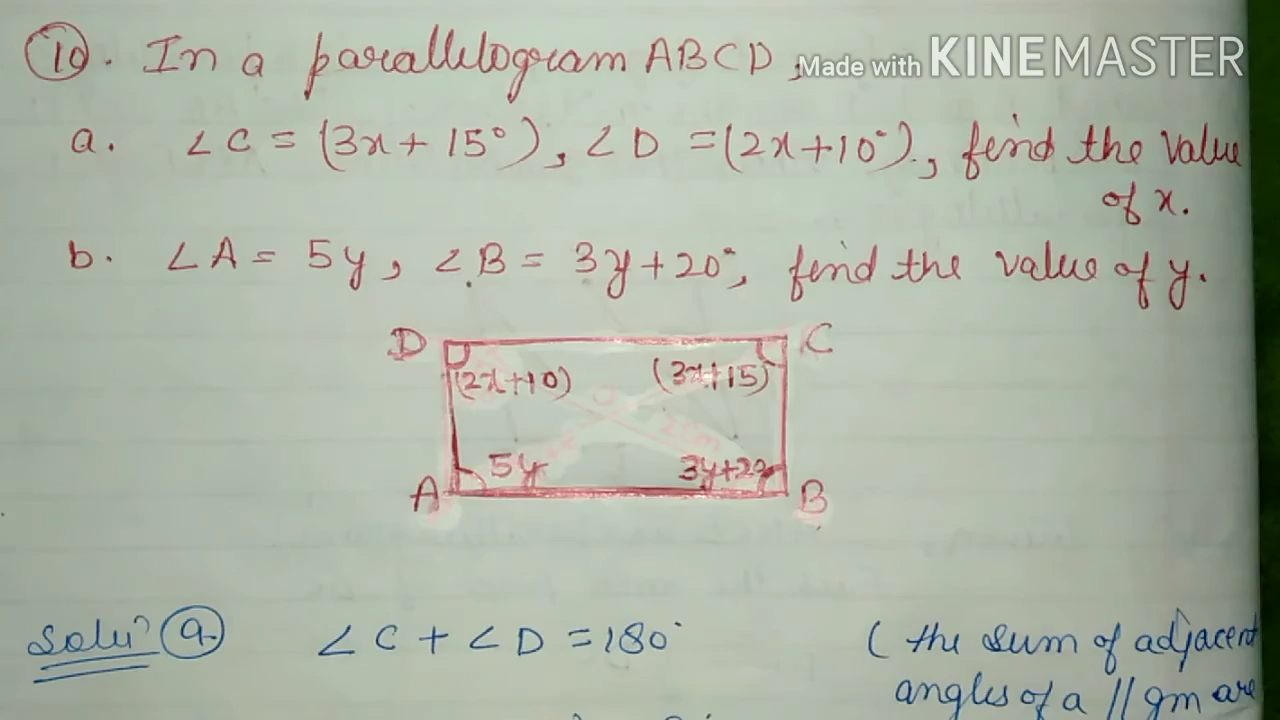 10. In a parallelogram ABCD, Made with KINEMASTER
a. ∠C = (3x + 15°), ∠D = (2x+10°), find the value
of x.
b. ∠A = 5y, ∠B = 3y + 20°, find the value of y.
D C
(2x+10) (3x+15)
5y 3y+20
A B
Solu? a. ∠C + ∠D = 180° (the sum of adjacent
angles of a ||gm are